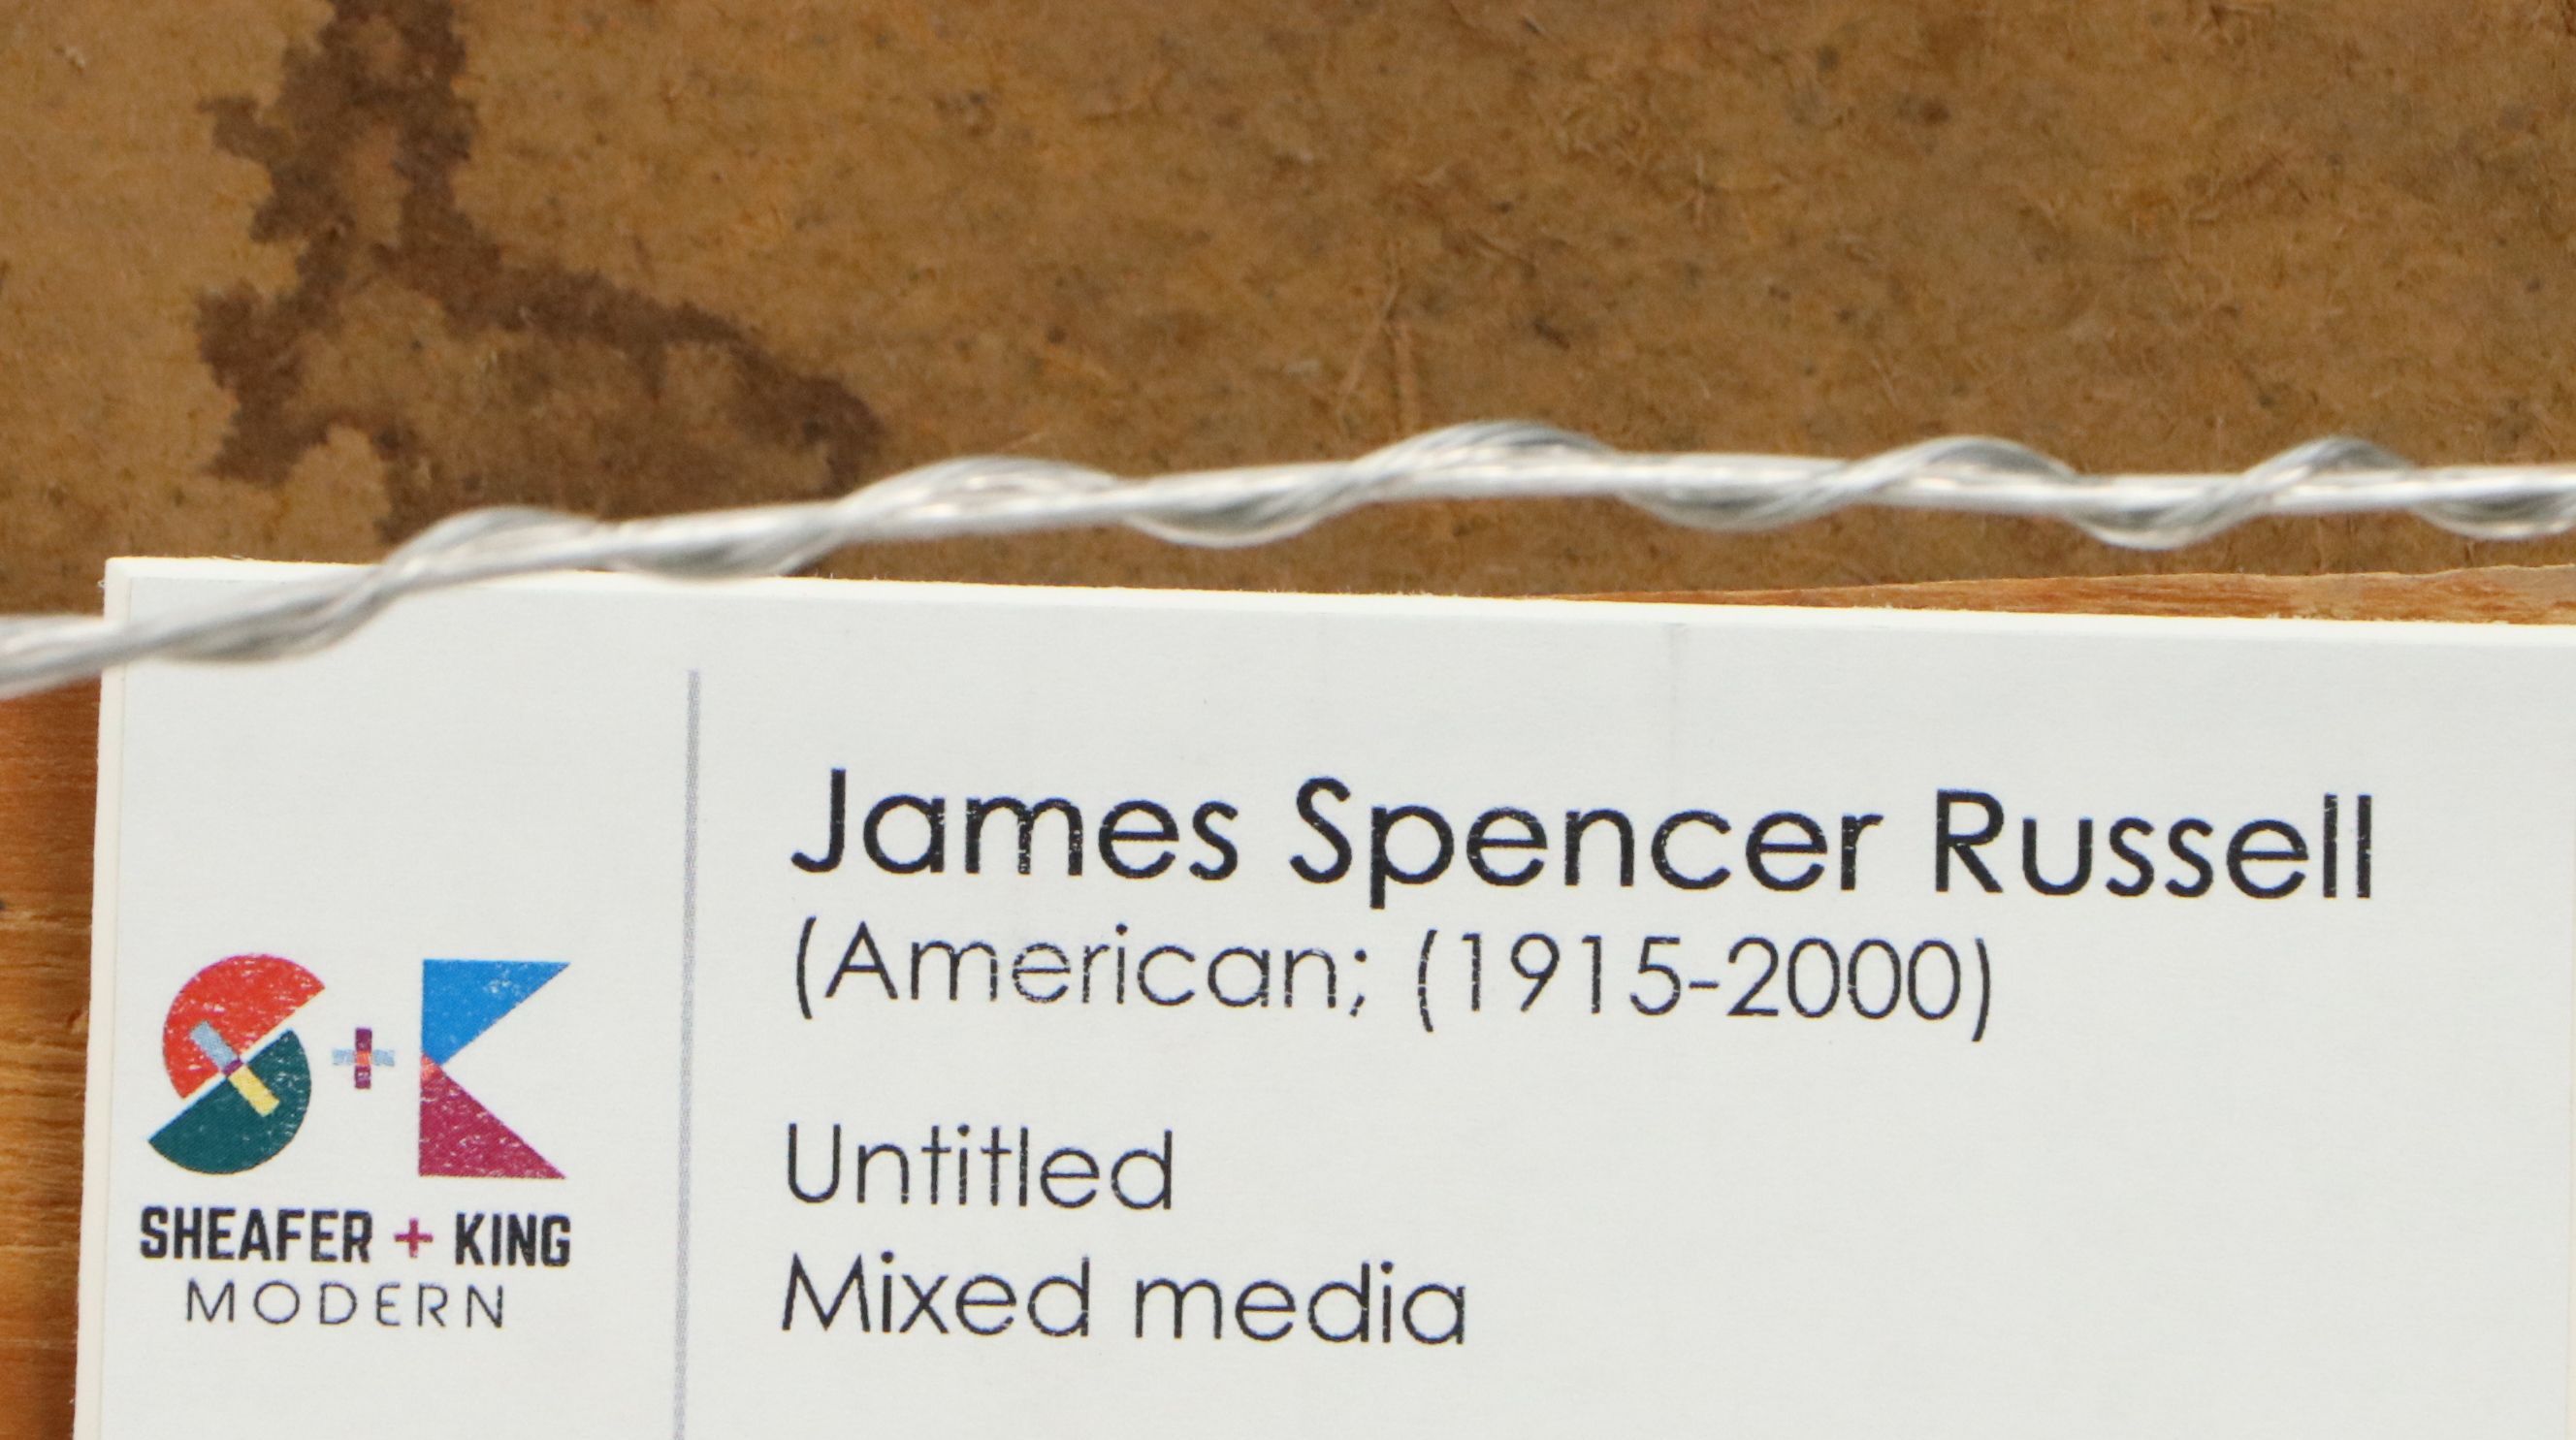 James Spencer Russell
(American; (1915-2000)
Untitled
Mixed media
S+K
SHEAFER + KING
MODERN